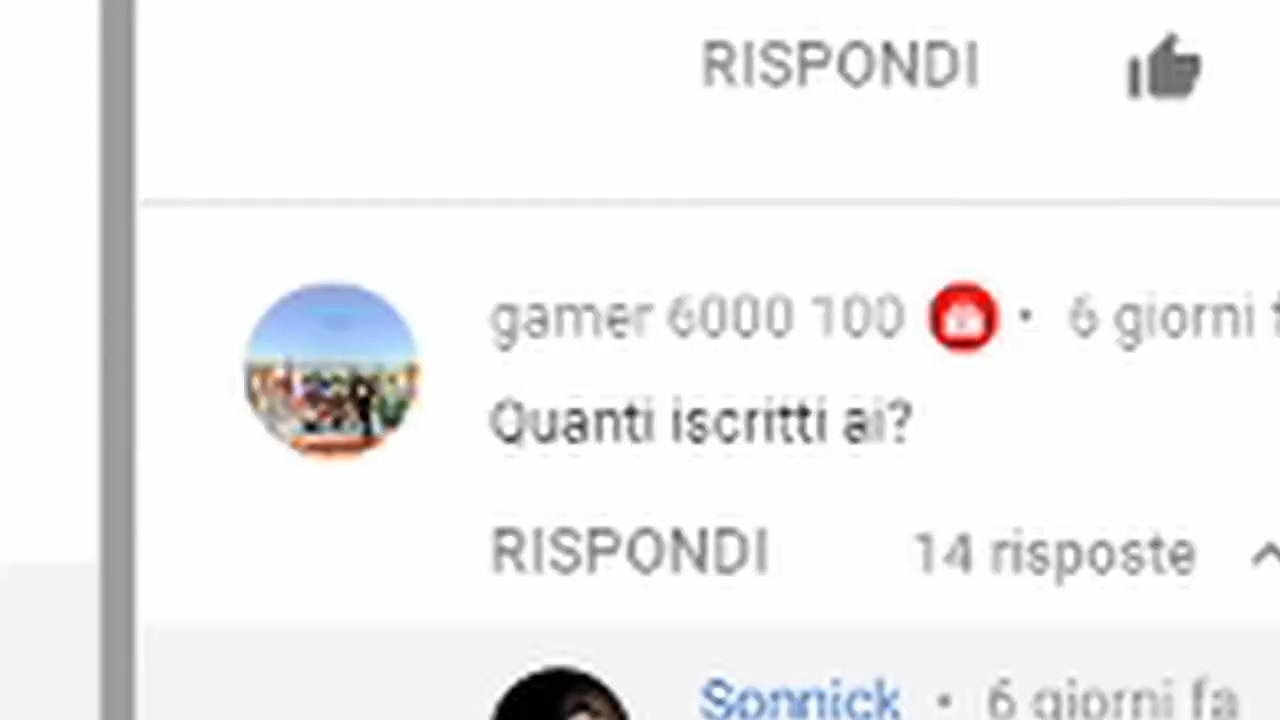 RISPONDI
gamer 6000 100 • 6 giorni f
Quanti iscritti ai?
RISPONDI 14 risposte
Sonnick • 6 giorni fa